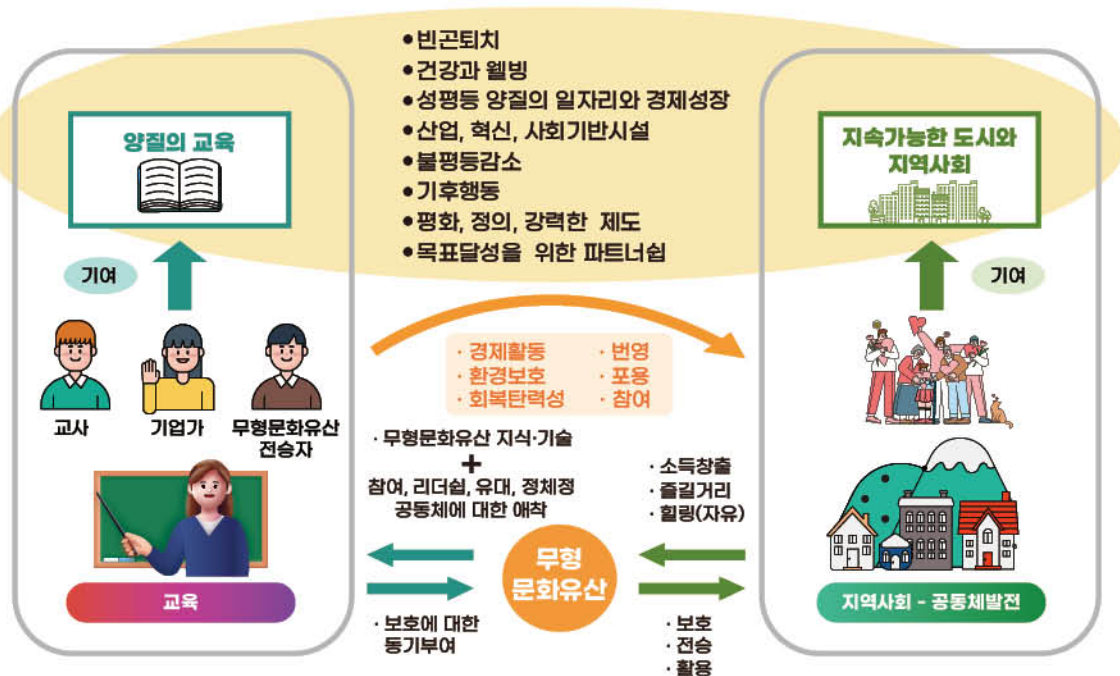 ● 빈곤퇴치
● 건강과 웰빙
● 성평등 양질의 일자리와 경제성장
● 산업, 혁신, 사회기반시설
● 불평등감소
● 기후행동
● 평화, 정의, 강력한 제도
● 목표달성을 위한 파트너쉽
양질의 교육
기여
교사
기업가
무형문화유산
전승자
교육
· 경제활동
· 환경보호
· 회복탄력성
· 번영
· 포용
· 참여
· 무형문화유산 지식·기술
+
참여, 리더쉽, 유대, 정체정
공동체에 대한 애착
· 소득창출
· 즐길거리
· 힐링(자유)
무형
문화유산
· 보호에 대한
동기부여
· 보호
· 전승
· 활용
지속가능한 도시와
지역사회
기여
지역사회 - 공동체발전